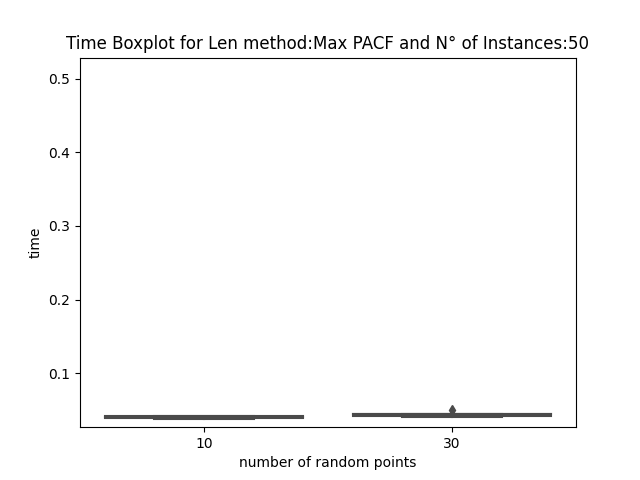 Time Boxplot for Len method:Max PACF and N° of Instances:50
0.5
0.4
0.3
0.2
0.1
time
10 30
number of random points